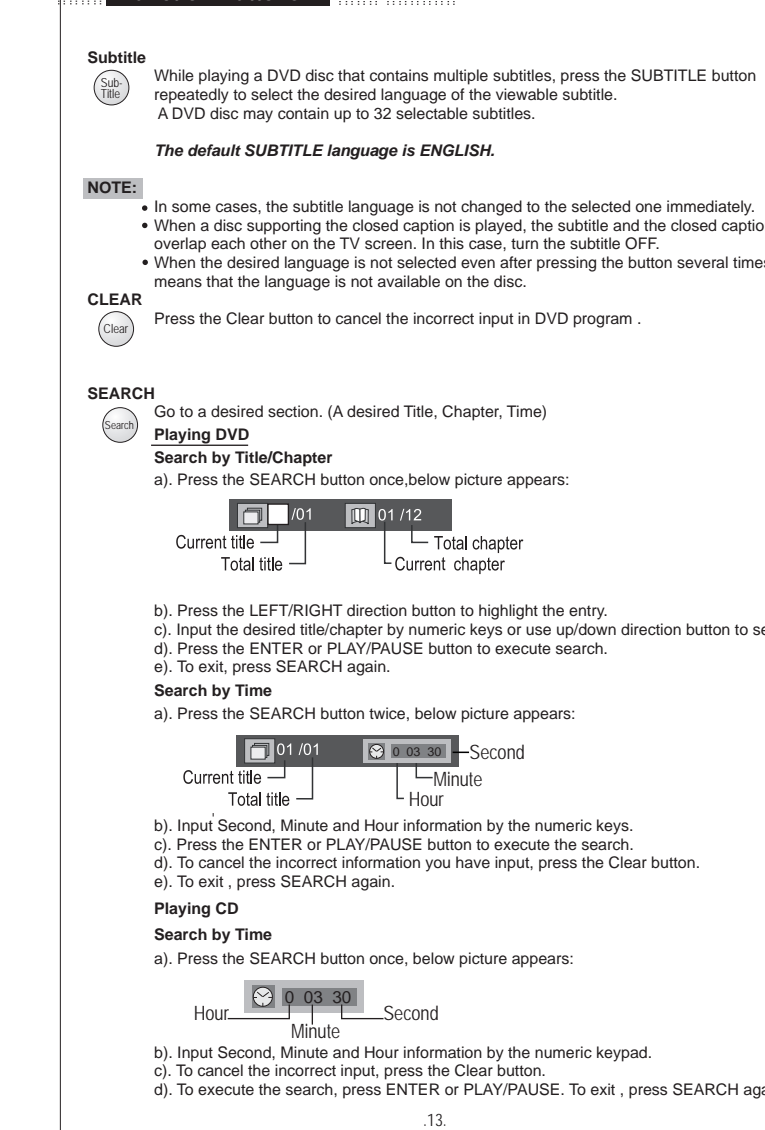 Subtitle
Sub-
Title
While playing a DVD disc that contains multiple subtitles, press the SUBTITLE button
repeatedly to select the desired language of the viewable subtitle.
A DVD disc may contain up to 32 selectable subtitles.
The default SUBTITLE language is ENGLISH.
NOTE:
• In some cases, the subtitle language is not changed to the selected one immediately.
• When a disc supporting the closed caption is played, the subtitle and the closed captio
overlap each other on the TV screen. In this case, turn the subtitle OFF.
• When the desired language is not selected even after pressing the button several times
means that the language is not available on the disc.
CLEAR
Clear
Press the Clear button to cancel the incorrect input in DVD program .
SEARCH
Search
Go to a desired section. (A desired Title, Chapter, Time)
Playing DVD
Search by Title/Chapter
a). Press the SEARCH button once,below picture appears:
/01 01 /12
Current title Total chapter
Total title Current chapter
b). Press the LEFT/RIGHT direction button to highlight the entry.
c). Input the desired title/chapter by numeric keys or use up/down direction button to se
d). Press the ENTER or PLAY/PAUSE button to execute search.
e). To exit, press SEARCH again.
Search by Time
a). Press the SEARCH button twice, below picture appears:
01 /01 0 03 30 Second
Current title Minute
Total title Hour
b). Input Second, Minute and Hour information by the numeric keys.
c). Press the ENTER or PLAY/PAUSE button to execute the search.
d). To cancel the incorrect information you have input, press the Clear button.
e). To exit , press SEARCH again.
Playing CD
Search by Time
a). Press the SEARCH button once, below picture appears:
0 03 30
Hour Second
Minute
b). Input Second, Minute and Hour information by the numeric keypad.
c). To cancel the incorrect input, press the Clear button.
d). To execute the search, press ENTER or PLAY/PAUSE. To exit , press SEARCH aga
.13.